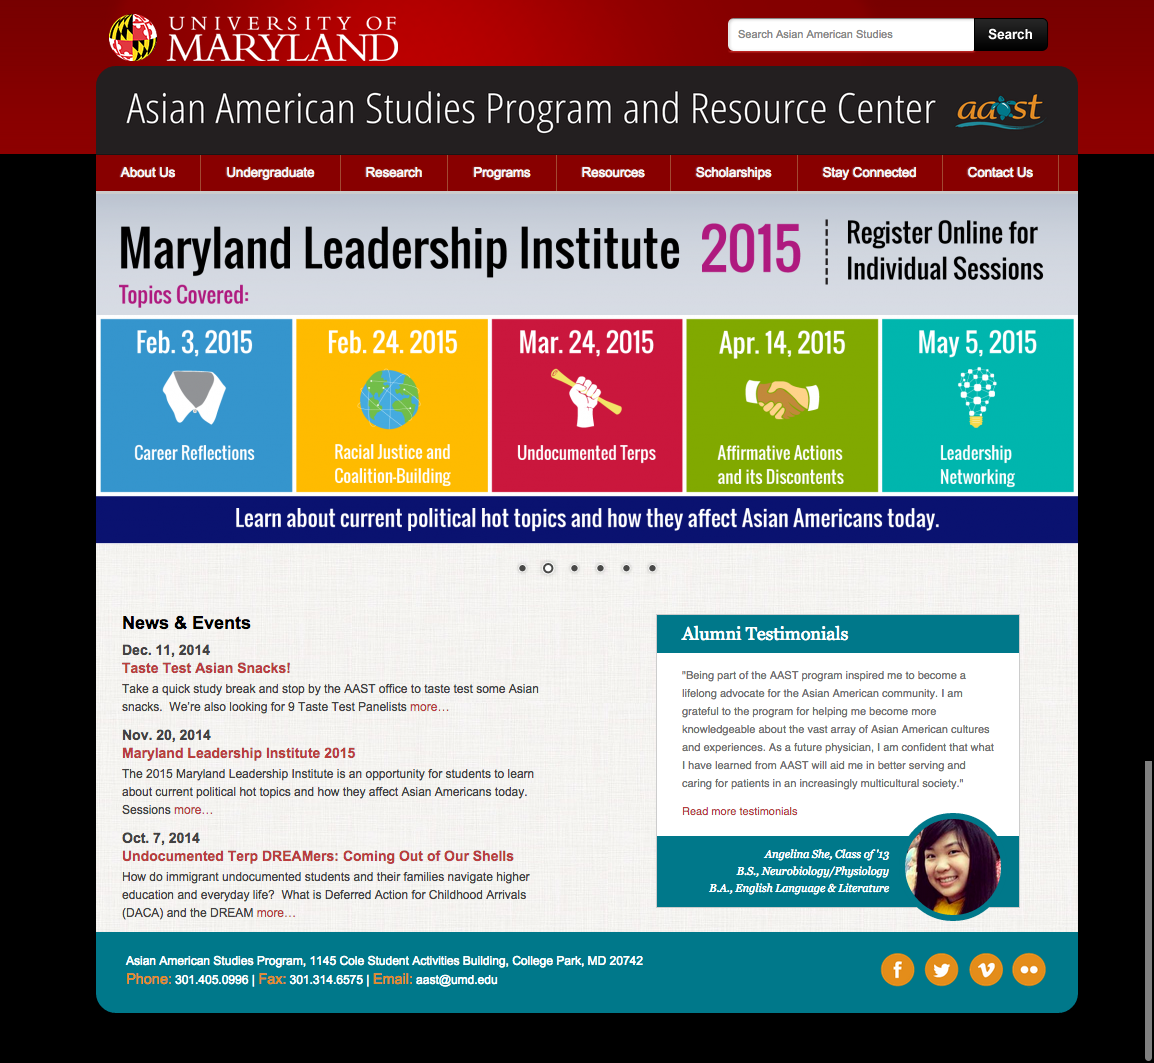 UNIVERSITY OF
MARYLAND
Search Asian American Studies
Search
Asian American Studies Program and Resource Center
aast
About Us
Undergraduate
Research
Programs
Resources
Scholarships
Stay Connected
Contact Us
Maryland Leadership Institute 2015
Register Online for
Individual Sessions
Topics Covered:
Feb. 3, 2015
Career Reflections
Feb. 24. 2015
Racial Justice and
Coalition-Building
Mar. 24, 2015
Undocumented Terps
Apr. 14, 2015
Affirmative Actions
and its Discontents
May 5, 2015
Leadership
Networking
Learn about current political hot topics and how they affect Asian Americans today.
News & Events
Dec. 11, 2014
Taste Test Asian Snacks!
Take a quick study break and stop by the AAST office to taste test some Asian
snacks.  We're also looking for 9 Taste Test Panelists more…
Nov. 20, 2014
Maryland Leadership Institute 2015
The 2015 Maryland Leadership Institute is an opportunity for students to learn
about current political hot topics and how they affect Asian Americans today.
Sessions more…
Oct. 7, 2014
Undocumented Terp DREAMers: Coming Out of Our Shells
How do immigrant undocumented students and their families navigate higher
education and everyday life?  What is Deferred Action for Childhood Arrivals
(DACA) and the DREAM more…
Alumni Testimonials
"Being part of the AAST program inspired me to become a
lifelong advocate for the Asian American community. I am
grateful to the program for helping me become more
knowledgeable about the vast array of Asian American cultures
and experiences. As a future physician, I am confident that what
I have learned from AAST will aid me in better serving and
caring for patients in an increasingly multicultural society."
Read more testimonials
Angelina She, Class of '13
B.S., Neurobiology/Physiology
B.A., English Language & Literature
Asian American Studies Program, 1145 Cole Student Activities Building, College Park, MD 20742
Phone: 301.405.0996 | Fax: 301.314.6575 | Email: aast@umd.edu